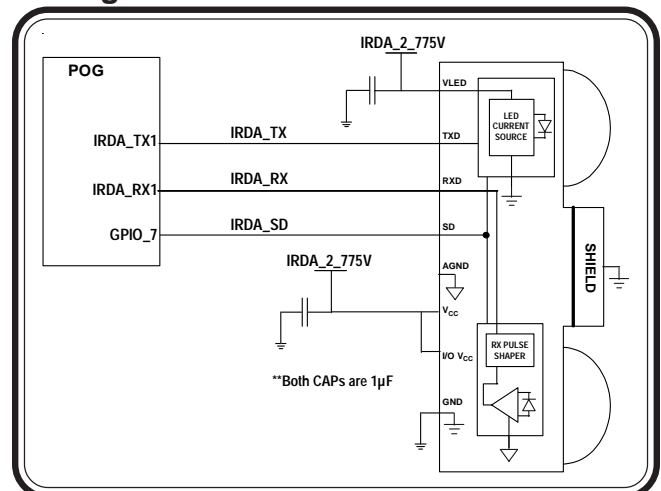 IRDA_2_775V
POG
VLED
LED
CURRENT
SOURCE
IRDA_TX1
IRDA_TX
TXD
IRDA_RX1
IRDA_RX
RXD
GPIO_7
IRDA_SD
SD
SHIELD
IRDA_2_775V
AGND
VCC
RX PULSE
SHAPER
I/O VCC
**Both CAPs are 1µF
GND